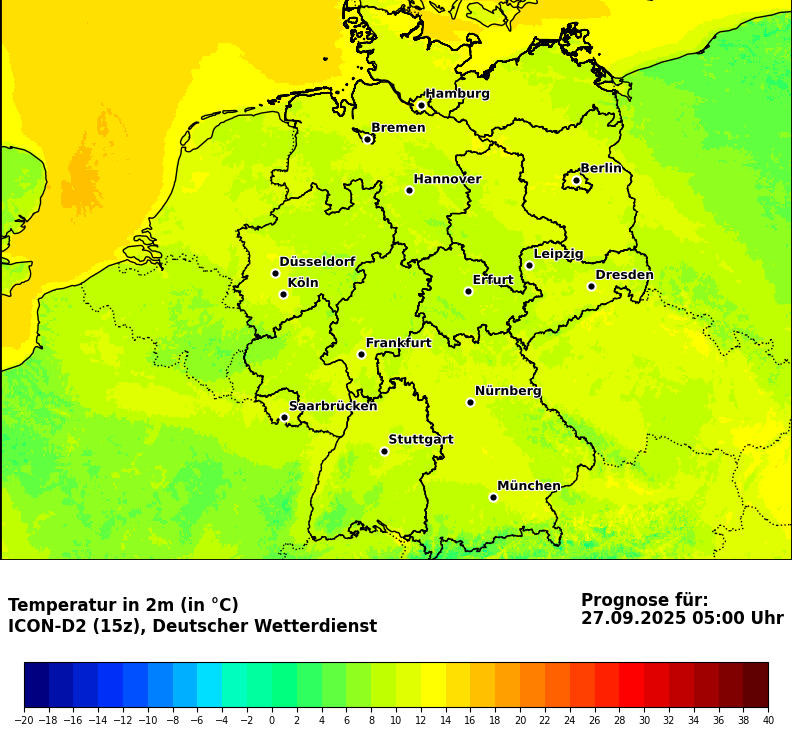 Hamburg
Bremen
Berlin
Hannover
Leipzig
Düsseldorf
Dresden
Köln
Erfurt
Frankfurt
Nürnberg
Saarbrücken
Stuttgart
München
Temperatur in 2m (in °C)
ICON-D2 (15z), Deutscher Wetterdienst
Prognose für:
27.09.2025 05:00 Uhr
−20 −18 −16 −14 −12 −10 −8 −6 −4 −2 0 2 4 6 8 10 12 14 16 18 20 22 24 26 28 30 32 34 36 38 40